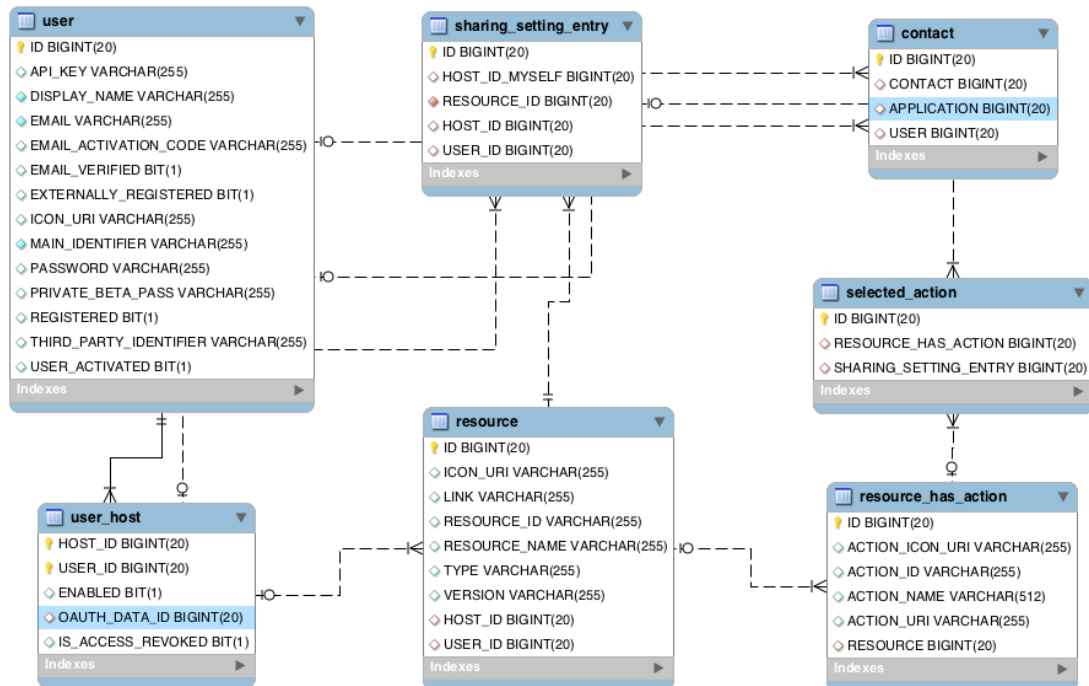 user
ID BIGINT(20)
API_KEY VARCHAR(255)
DISPLAY_NAME VARCHAR(255)
EMAIL VARCHAR(255)
EMAIL_ACTIVATION_CODE VARCHAR(255)
EMAIL_VERIFIED BIT(1)
EXTERNALLY_REGISTERED BIT(1)
ICON_URI VARCHAR(255)
MAIN_IDENTIFIER VARCHAR(255)
PASSWORD VARCHAR(255)
PRIVATE_BETA_PASS VARCHAR(255)
REGISTERED BIT(1)
THIRD_PARTY_IDENTIFIER VARCHAR(255)
USER_ACTIVATED BIT(1)
Indexes
sharing_setting_entry
ID BIGINT(20)
HOST_ID_MYSELF BIGINT(20)
RESOURCE_ID BIGINT(20)
HOST_ID BIGINT(20)
USER_ID BIGINT(20)
Indexes
contact
ID BIGINT(20)
CONTACT BIGINT(20)
APPLICATION BIGINT(20)
USER BIGINT(20)
Indexes
selected_action
ID BIGINT(20)
RESOURCE_HAS_ACTION BIGINT(20)
SHARING_SETTING_ENTRY BIGINT(20)
Indexes
user_host
HOST_ID BIGINT(20)
USER_ID BIGINT(20)
ENABLED BIT(1)
OAUTH_DATA_ID BIGINT(20)
IS_ACCESS_REVOKED BIT(1)
Indexes
resource
ID BIGINT(20)
ICON_URI VARCHAR(255)
LINK VARCHAR(255)
RESOURCE_ID VARCHAR(255)
RESOURCE_NAME VARCHAR(255)
TYPE VARCHAR(255)
VERSION VARCHAR(255)
HOST_ID BIGINT(20)
USER_ID BIGINT(20)
Indexes
resource_has_action
ID BIGINT(20)
ACTION_ICON_URI VARCHAR(255)
ACTION_ID VARCHAR(255)
ACTION_NAME VARCHAR(512)
ACTION_URI VARCHAR(255)
RESOURCE BIGINT(20)
Indexes